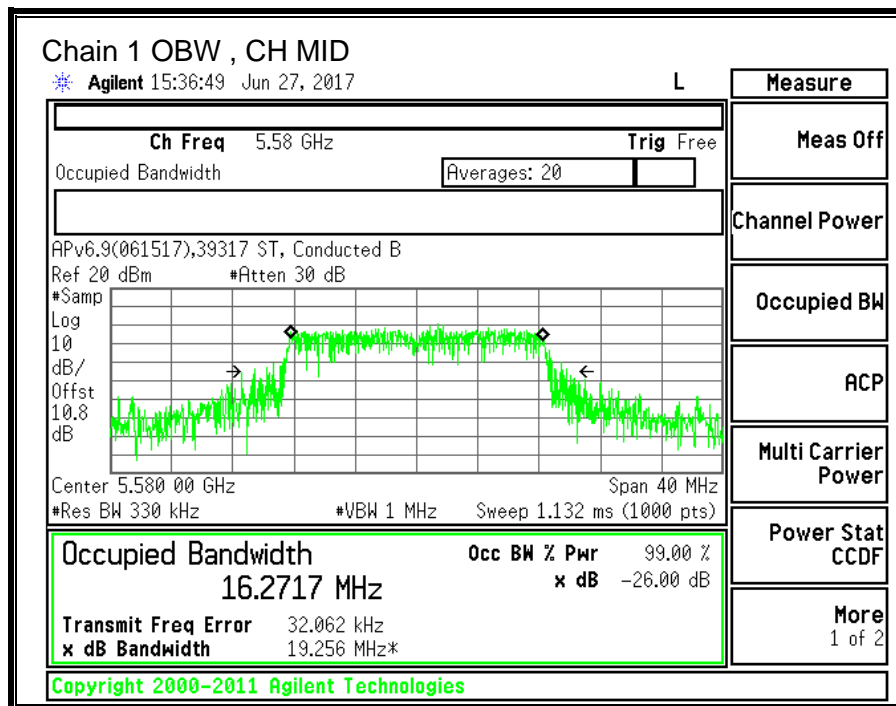 Chain 1 OBW , CH MID
Agilent 15:36:49 Jun 27, 2017 L
Measure
Ch Freq 5.58 GHz Trig Free
Occupied Bandwidth Averages: 20
APv6.9(061517),39317 ST, Conducted B
Ref 20 dBm #Atten 30 dB
#Samp
Log
10
dB/
Offst
10.8
dB
Center 5.580 00 GHz Span 40 MHz
#Res BW 330 kHz #VBW 1 MHz Sweep 1.132 ms (1000 pts)
Occupied Bandwidth
16.2717 MHz
Occ BW % Pwr 99.00 %
x dB -26.00 dB
Transmit Freq Error 32.062 kHz
x dB Bandwidth 19.256 MHz*
Copyright 2000-2011 Agilent Technologies
Meas Off
Channel Power
Occupied BW
ACP
Multi Carrier
Power
Power Stat
CCDF
More
1 of 2